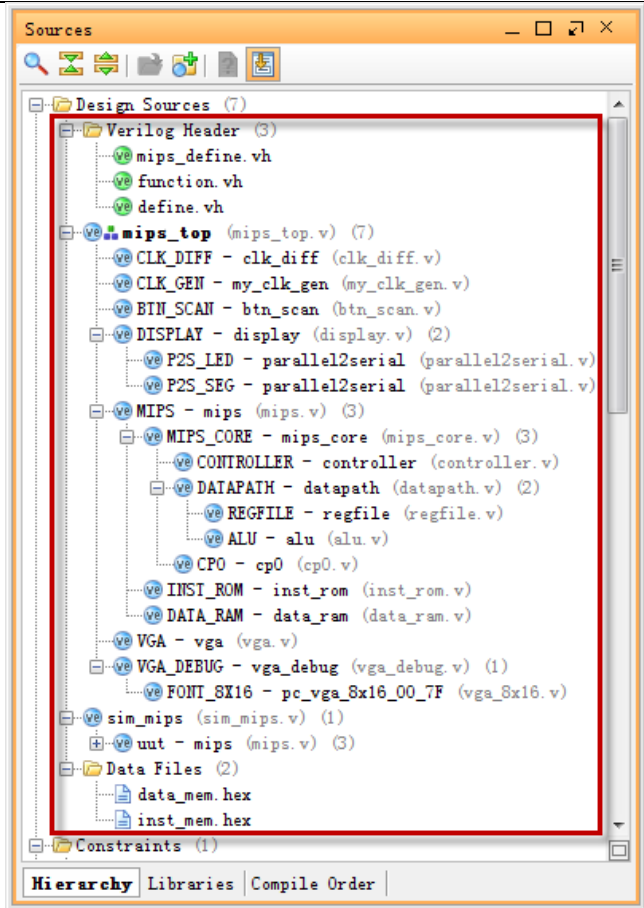 Sources
Design Sources (7)
Verilog Header (3)
mips_define.vh
function.vh
define.vh
mips_top (mips_top.v) (7)
CLK_DIFF - clk_diff (clk_diff.v)
CLK_GEN - my_clk_gen (my_clk_gen.v)
BTN_SCAN - btn_scan (btn_scan.v)
DISPLAY - display (display.v) (2)
P2S_LED - parallel2serial (parallel2serial.v)
P2S_SEG - parallel2serial (parallel2serial.v)
MIPS - mips (mips.v) (3)
MIPS_CORE - mips_core (mips_core.v) (3)
CONTROLLER - controller (controller.v)
DATAPATH - datapath (datapath.v) (2)
REGFILE - regfile (regfile.v)
ALU - alu (alu.v)
CP0 - cp0 (cp0.v)
INST_ROM - inst_rom (inst_rom.v)
DATA_RAM - data_ram (data_ram.v)
VGA - vga (vga.v)
VGA_DEBUG - vga_debug (vga_debug.v) (1)
FONT_8X16 - pc_vga_8x16_00_7F (vga_8x16.v)
sim_mips (sim_mips.v) (1)
uut - mips (mips.v) (3)
Data Files (2)
data_mem.hex
inst_mem.hex
Constraints (1)
Hierarchy Libraries Compile Order